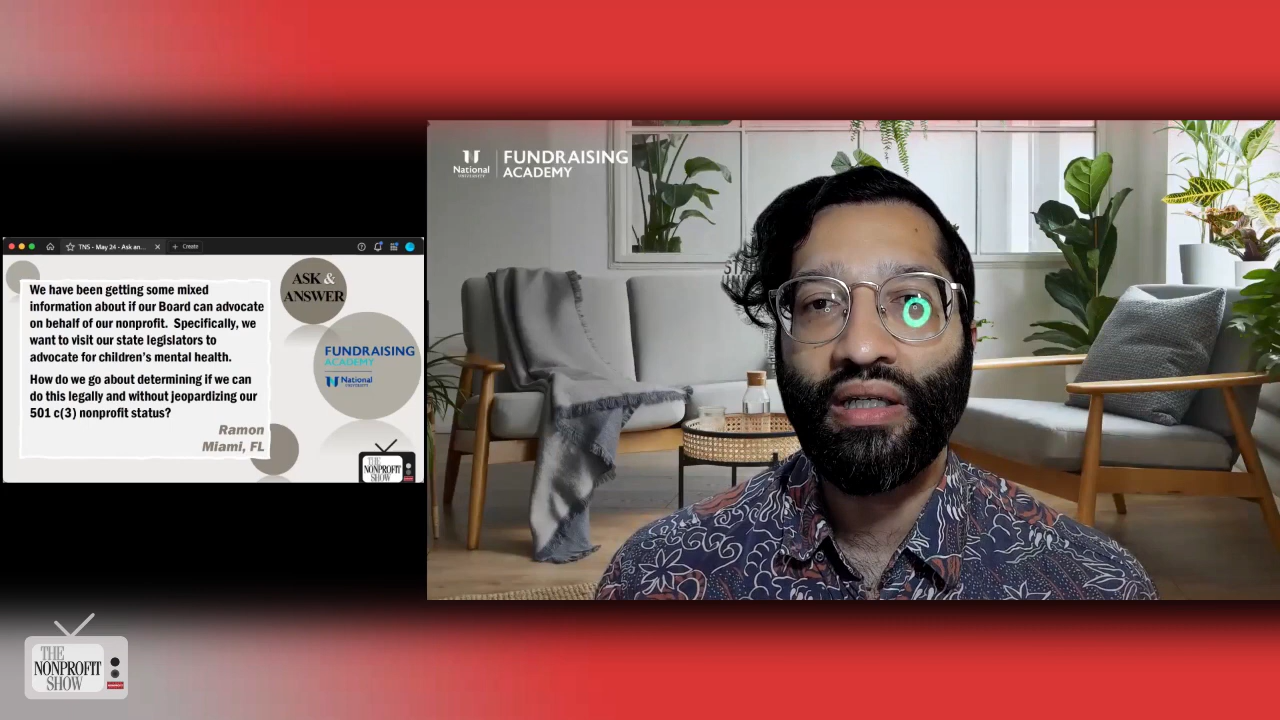 TNS - May 24 - Ask an...
Create
We have been getting some mixed
information about if our Board can advocate
on behalf of our nonprofit. Specifically, we
want to visit our state legislators to
advocate for children's mental health.
How do we go about determining if we can
do this legally and without jeopardizing our
501 c(3) nonprofit status?
Ramon
Miami, FL
ASK &
ANSWER
FUNDRAISING
ACADEMY
National
UNIVERSITY
THE
NONPROFIT
SHOW
National
UNIVERSITY
FUNDRAISING
ACADEMY
THE
NONPROFIT
SHOW